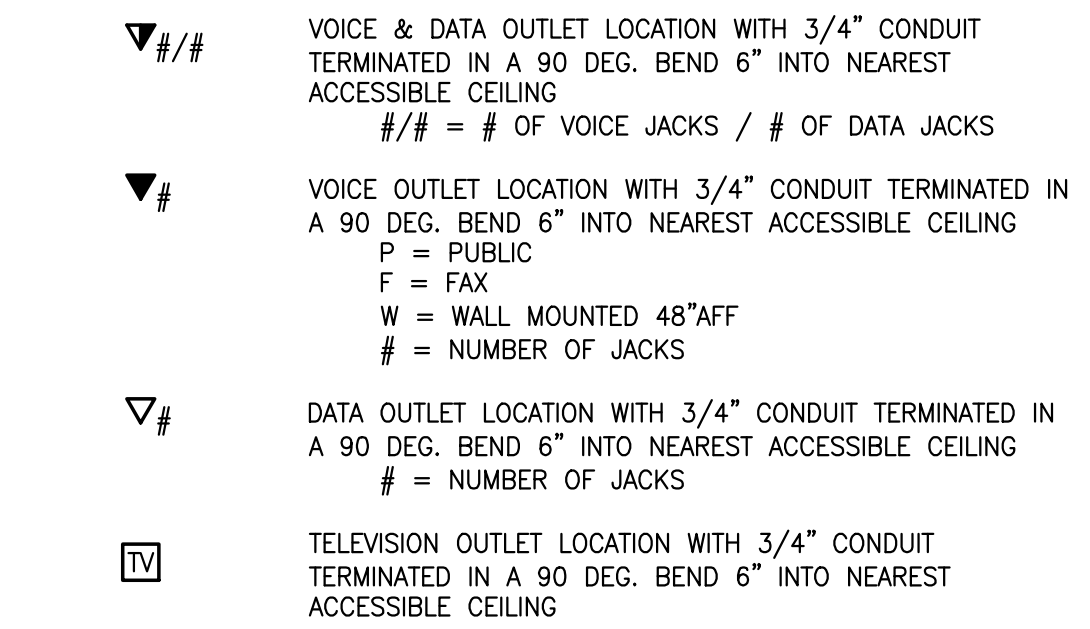 #/# VOICE & DATA OUTLET LOCATION WITH 3/4" CONDUIT
TERMINATED IN A 90 DEG. BEND 6" INTO NEAREST
ACCESSIBLE CEILING
#/# = # OF VOICE JACKS / # OF DATA JACKS
# VOICE OUTLET LOCATION WITH 3/4" CONDUIT TERMINATED IN
A 90 DEG. BEND 6" INTO NEAREST ACCESSIBLE CEILING
P = PUBLIC
F = FAX
W = WALL MOUNTED 48"AFF
# = NUMBER OF JACKS
# DATA OUTLET LOCATION WITH 3/4" CONDUIT TERMINATED IN
A 90 DEG. BEND 6" INTO NEAREST ACCESSIBLE CEILING
# = NUMBER OF JACKS
TV TELEVISION OUTLET LOCATION WITH 3/4" CONDUIT
TERMINATED IN A 90 DEG. BEND 6" INTO NEAREST
ACCESSIBLE CEILING